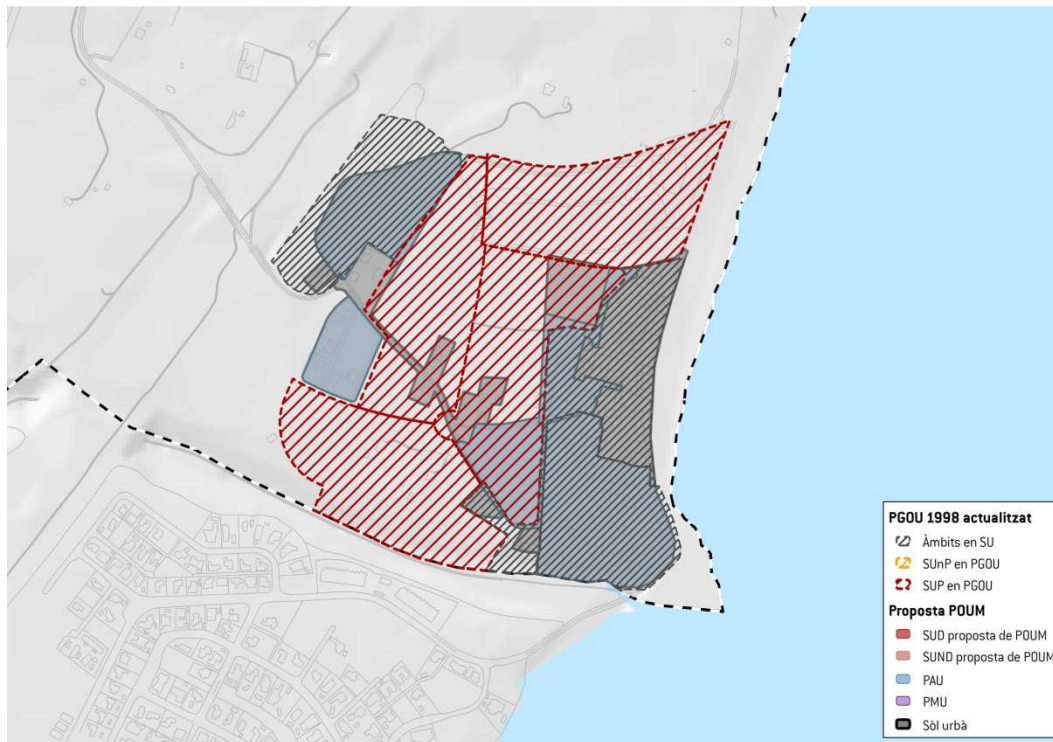 PGOU 1998 actualitzat
Àmbits en SU
SUnP en PGOU
SUP en PGOU
Proposta POUM
SUD proposta de POUM
SUND proposta de POUM
PAU
PMU
Sòl urbà